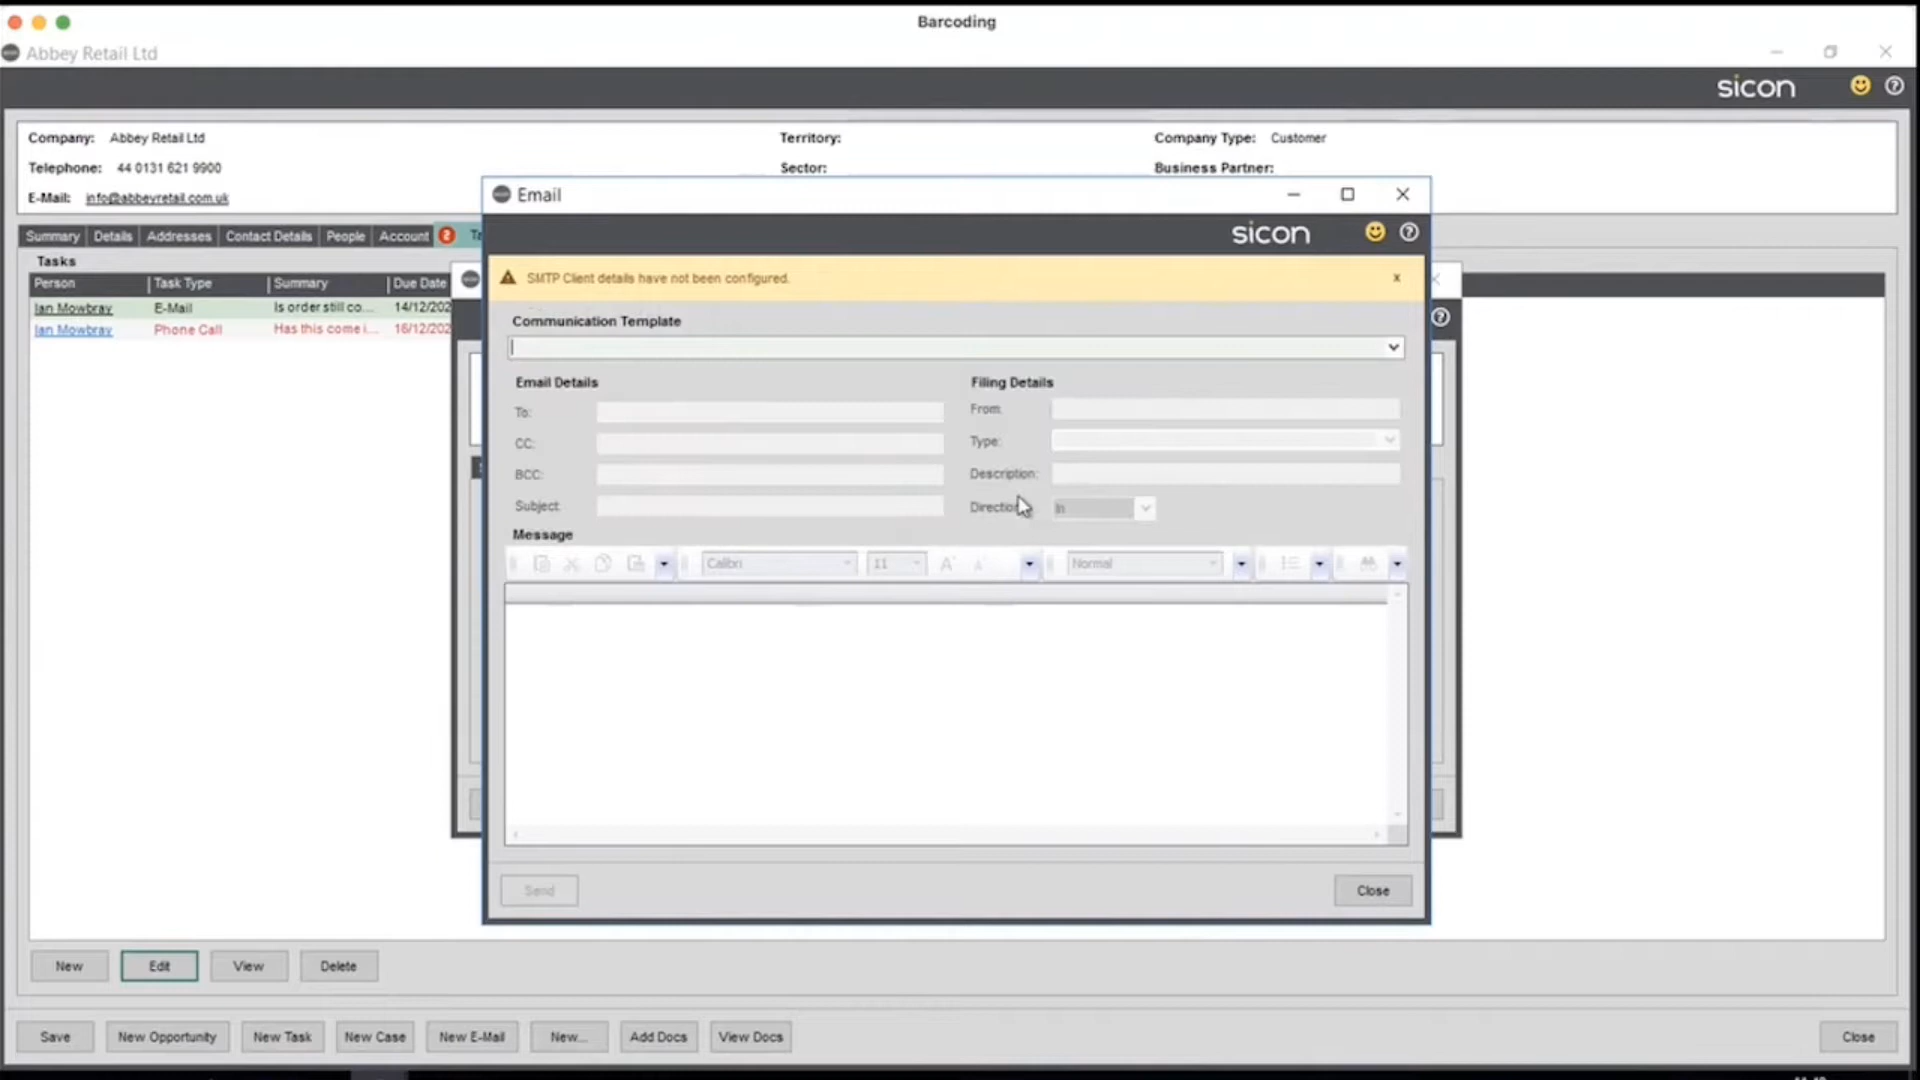 Barcoding
Abbey Retail Ltd
sicon
Company: Abbey Retail Ltd
Territory:
Company Type: Customer
Telephone: 44 0131 621 9900
Sector:
Business Partner:
E-Mail: info@abbeyretail.com.uk
Email
sicon
Summary Details Addresses Contact Details People Account 2
Tasks
Person Task Type Summary Due Date
Ian Mowbray E-Mail Is order still co... 14/12/202
Ian Mowbray Phone Call Has this come i... 16/12/202
SMTP Client details have not been configured. x
Communication Template
Email Details
Filing Details
To:
From:
CC:
Type:
BCC:
Description:
Subject:
Direction
In
Message
Calibri 11 Normal
Send
Close
New Edit View Delete
Save New Opportunity New Task New Case New E-Mail New... Add Docs View Docs Close